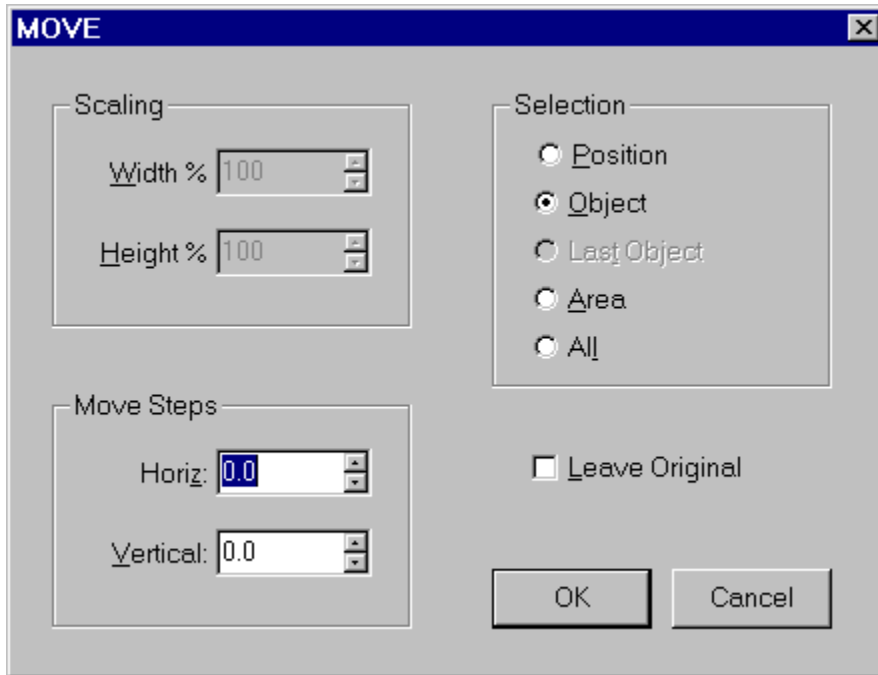 MOVE
Scaling
Width % 100
Height % 100
Selection
Position
Object
Last Object
Area
All
Move Steps
Horiz: 0.0
Vertical: 0.0
Leave Original
OK
Cancel